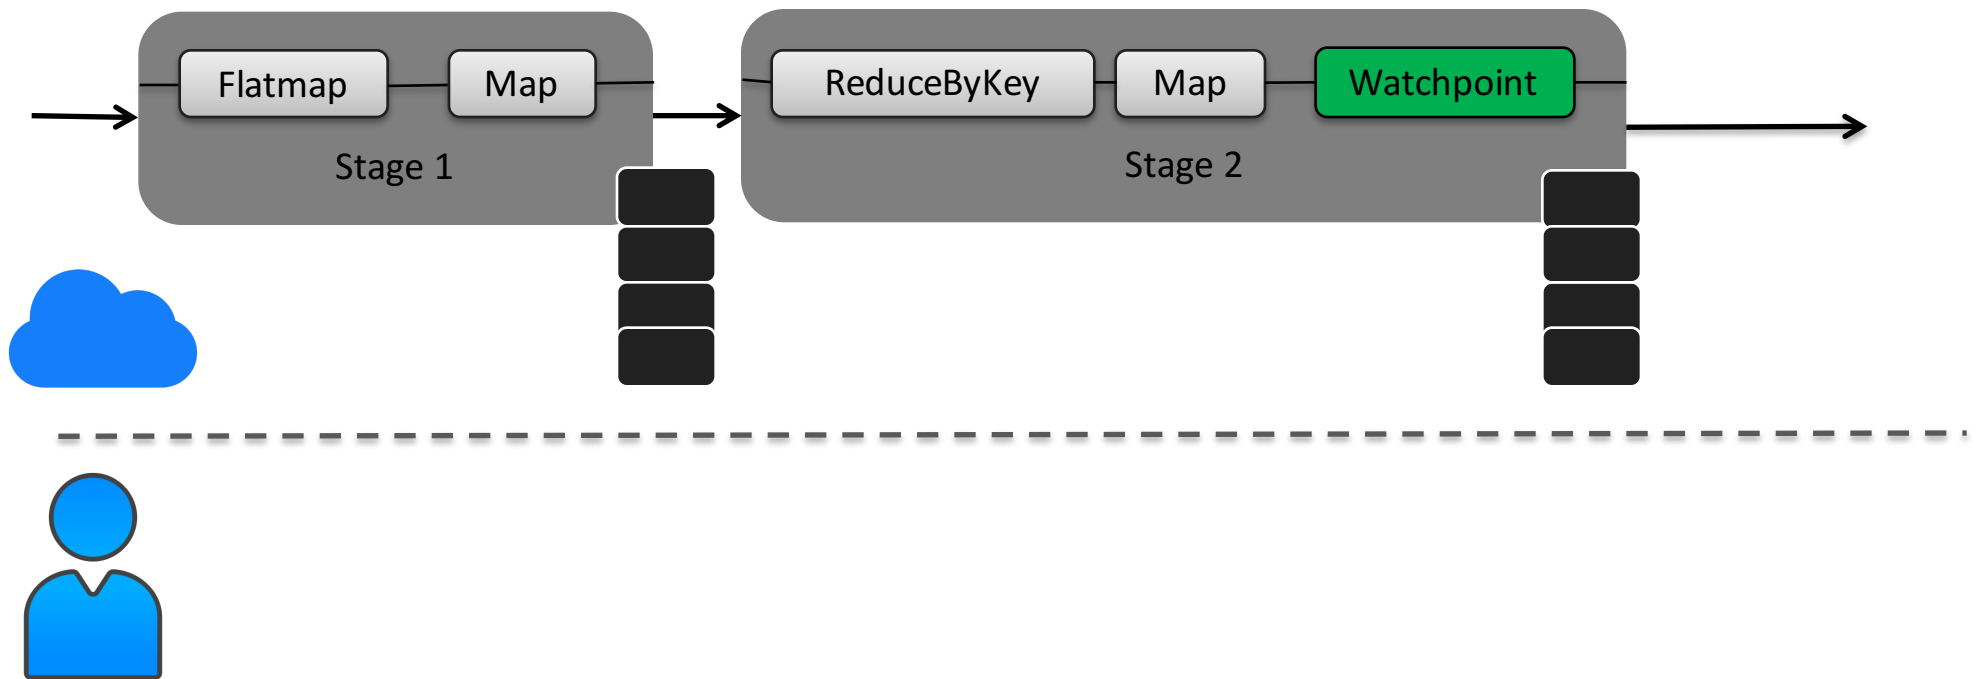 Flatmap
Map
ReduceByKey
Map
Watchpoint
Stage 1
Stage 2